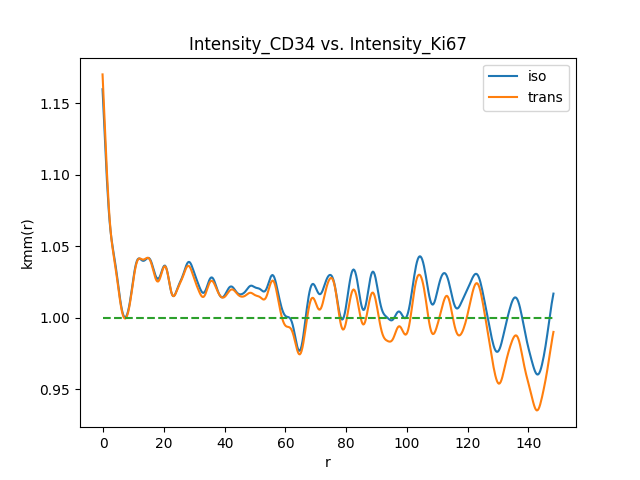 Intensity_CD34 vs. Intensity_Ki67
iso
trans
1.15
1.10
1.05
1.00
0.95
kmm(r)
0 20 40 60 80 100 120 140
r